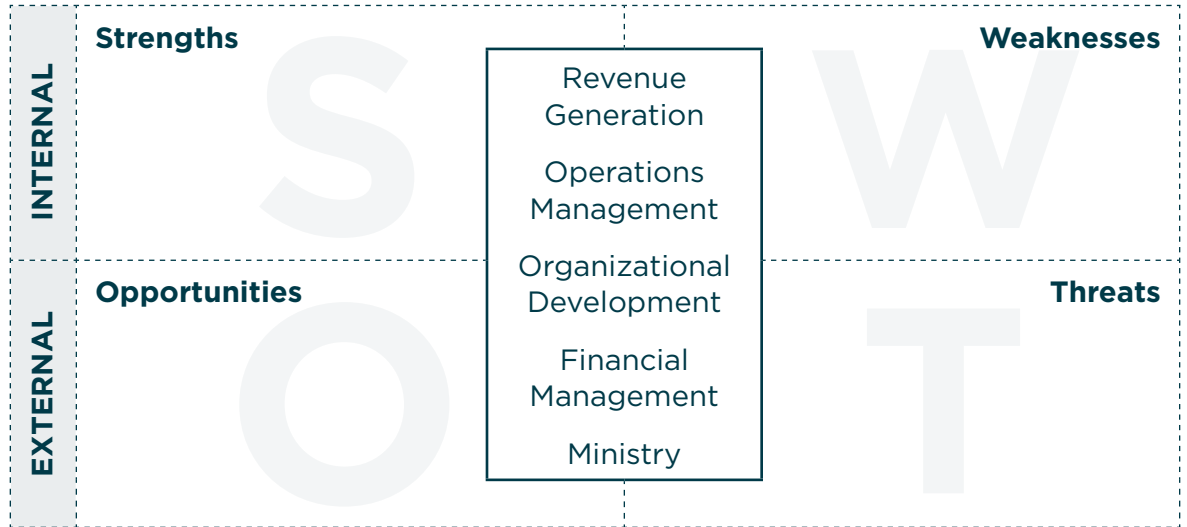 INTERNAL
Strengths
S
Weaknesses
W
Revenue
Generation
Operations
Management
Organizational
Development
Financial
Management
Ministry
EXTERNAL
Opportunities
O
Threats
T